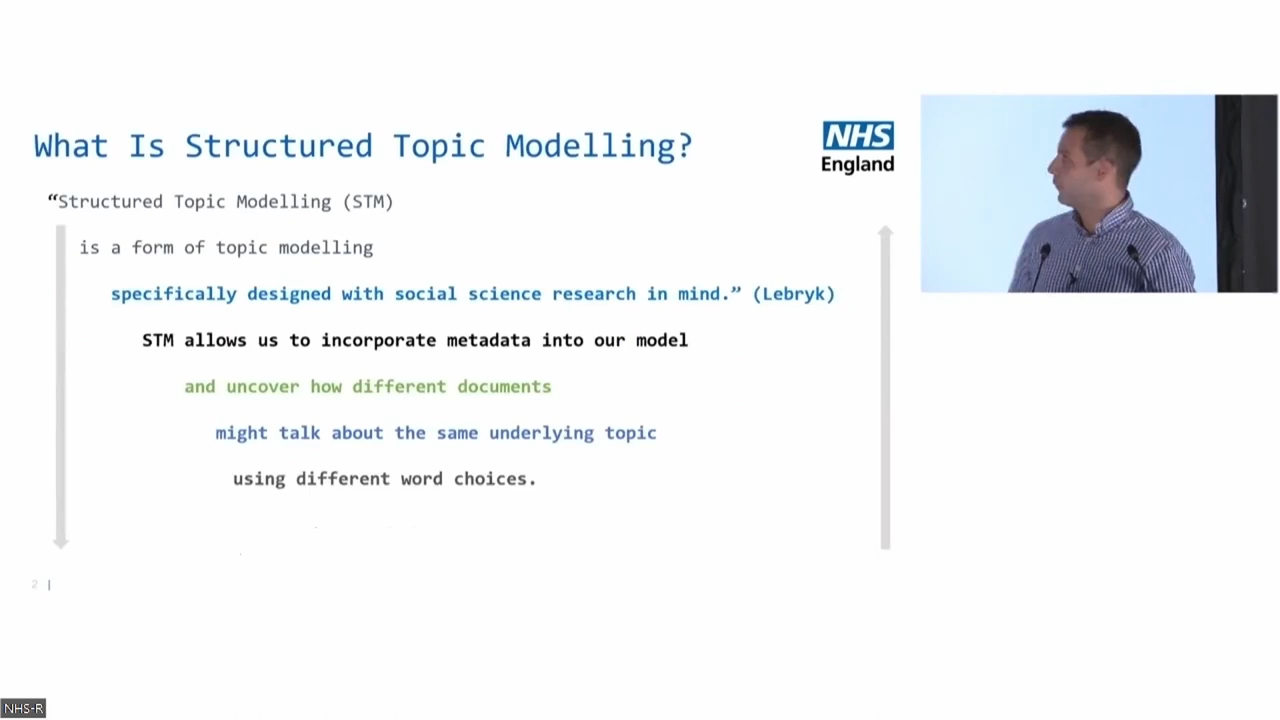 What Is Structured Topic Modelling?
NHS
England
“Structured Topic Modelling (STM)
is a form of topic modelling
specifically designed with social science research in mind.” (Lebryk)
STM allows us to incorporate metadata into our model
and uncover how different documents
might talk about the same underlying topic
using different word choices.
2 |
NHS-R